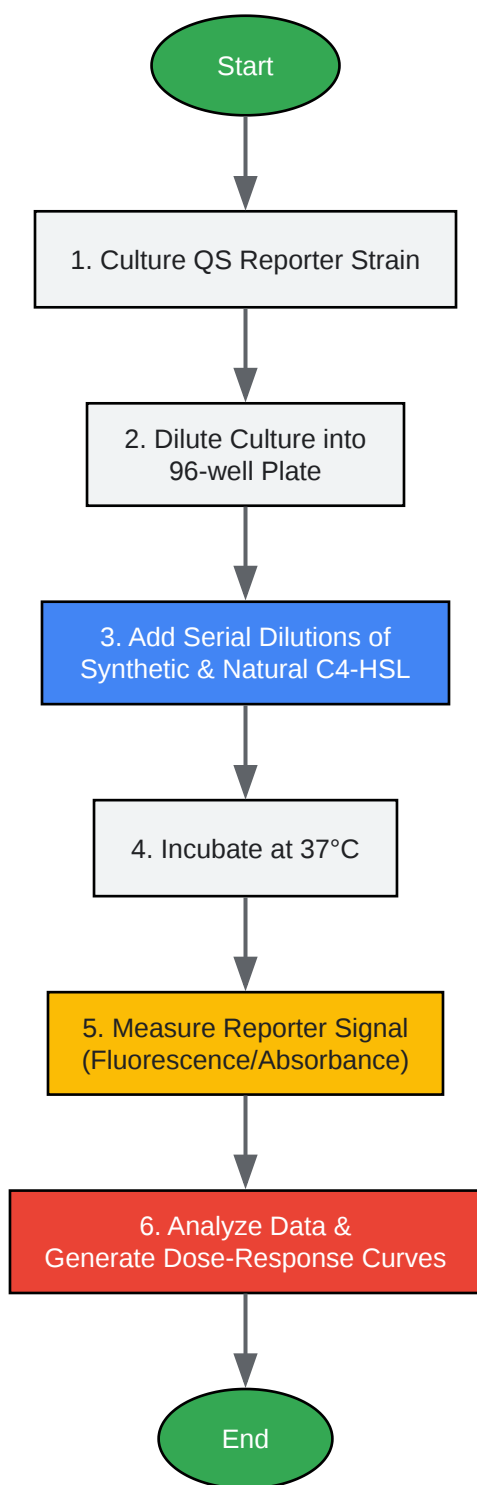 Start
1. Culture QS Reporter Strain
2. Dilute Culture into
96-well Plate
3. Add Serial Dilutions of
Synthetic & Natural C4-HSL
4. Incubate at 37°C
5. Measure Reporter Signal
(Fluorescence/Absorbance)
6. Analyze Data &
Generate Dose-Response Curves
End